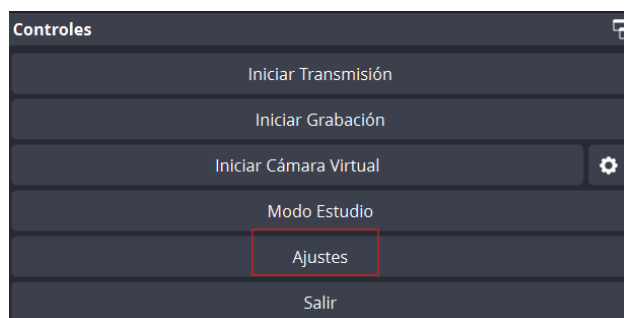 Controles
Iniciar Transmisión
Iniciar Grabación
Iniciar Cámara Virtual
Modo Estudio
Ajustes
Salir